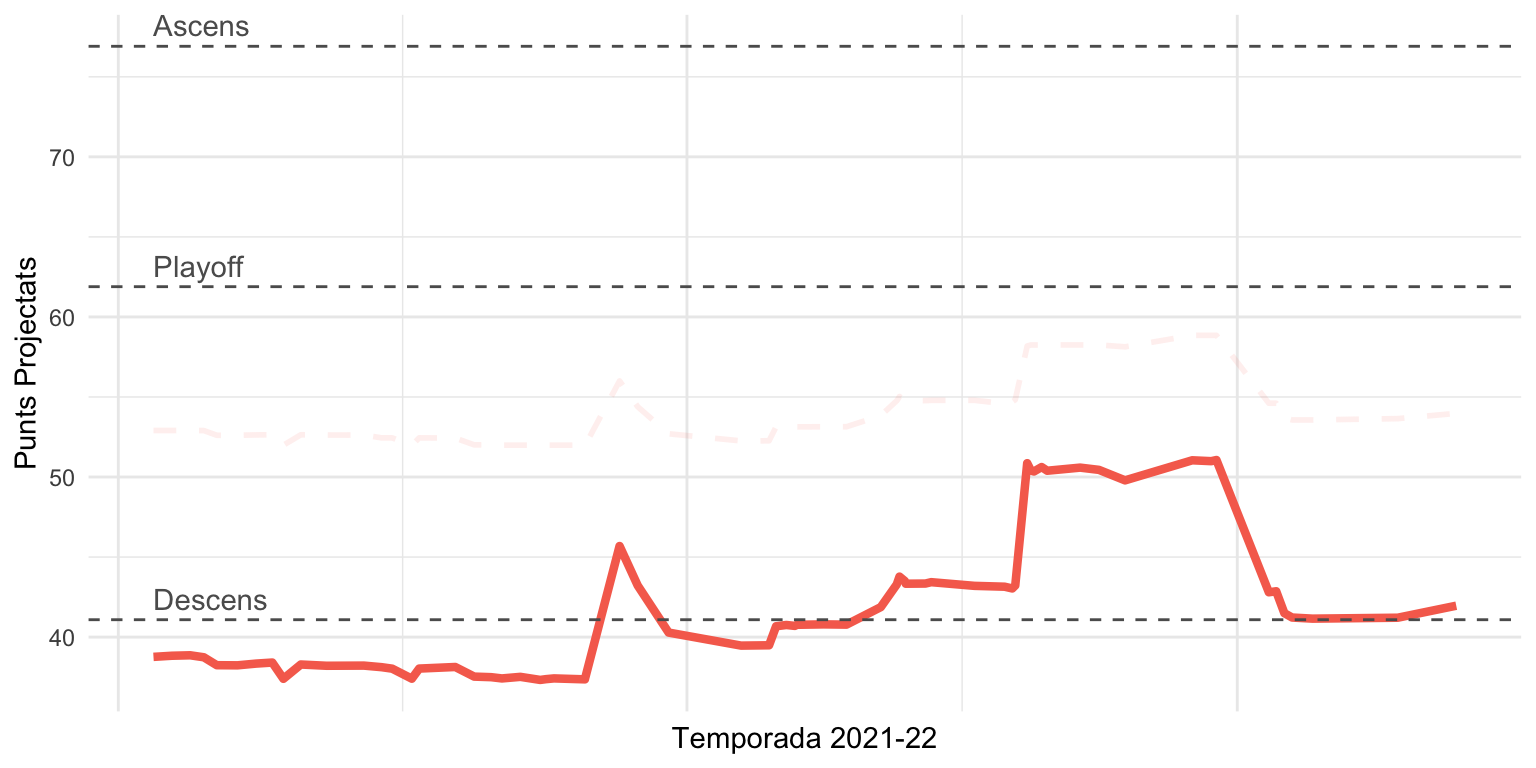 Ascens
70
Playoff
60
50
Descens
40
Punts Projectats
Temporada 2021-22